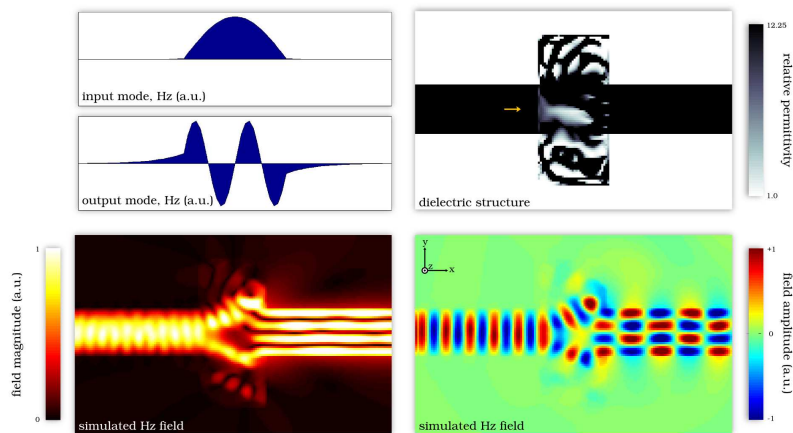 input mode, Hz (a.u.)
12.25
relative permittivity
1.0
output mode, Hz (a.u.)
dielectric structure
field magnitude (a.u.)
1
0
simulated Hz field
y
z
x
+1
0
-1
field amplitude (a.u.)
simulated Hz field